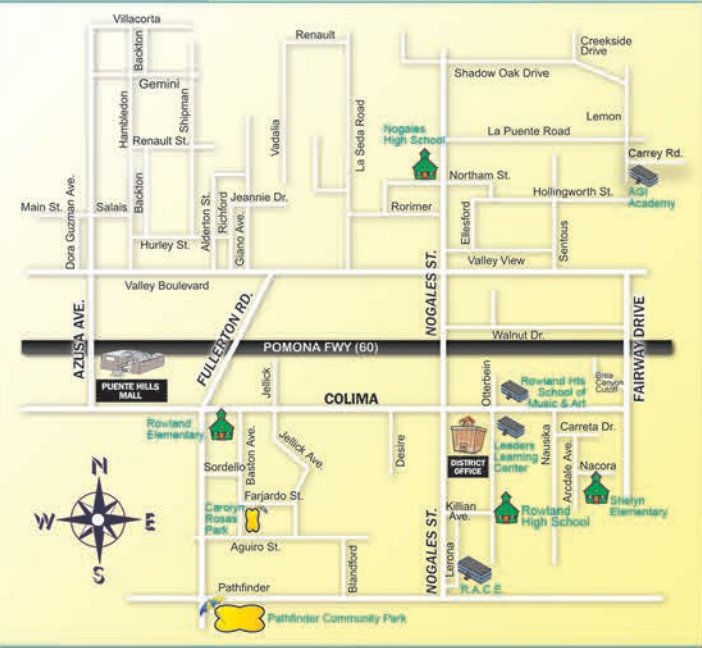 Villacorta
Backton
Gemini
Hambledon
Shipman
Renault St.
Renault
Vadalia
La Seda Road
Creekside
Drive
Shadow Oak Drive
Lemon
La Puente Road
Carrey Rd.
Nogales
High School
Northam St.
Hollingworth St.
AGI
Academy
Main St.
Salais
Backton
Dora Guzman Ave.
Alderton St.
Richford
Giano Ave.
Jeannie Dr.
Rorimer
Ellesford
Sentous
Hurley St.
Valley View
Valley Boulevard
AZUSA AVE.
FULLERTON RD.
NOGALES ST.
Walnut Dr.
FAIRWAY DRIVE
POMONA FWY (60)
PUENTE HILLS
MALL
Jellick
COLIMA
Otterbein
Rowland Hts
School of
Music & Art
Brea
Canyon
Cutoff
Rowland
Elementary
Baston Ave.
Jellick Ave.
Desire
DISTRICT
OFFICE
Leaders
Learning
Center
Nausika
Carreta Dr.
Arcdale Ave.
Nacora
Sordello
Farjardo St.
Carolyn
Rosas
Park
Killian
Ave.
Rowland
High School
Shelyn
Elementary
N
W
E
S
Aguiro St.
Blandford
NOGALES ST.
Lerona
R.A.C.E.
Pathfinder
Pathfinder Community Park